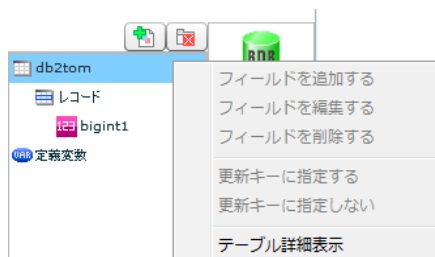 RDB
db2tom
レコード
123 bigint1
VAR 定義変数
フィールドを追加する
フィールドを編集する
フィールドを削除する
更新キーに指定する
更新キーに指定しない
テーブル詳細表示